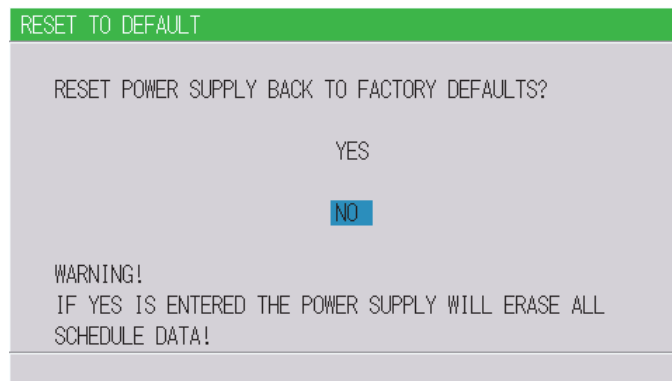 RESET TO DEFAULT
RESET POWER SUPPLY BACK TO FACTORY DEFAULTS?
YES
NO
WARNING!
IF YES IS ENTERED THE POWER SUPPLY WILL ERASE ALL
SCHEDULE DATA!